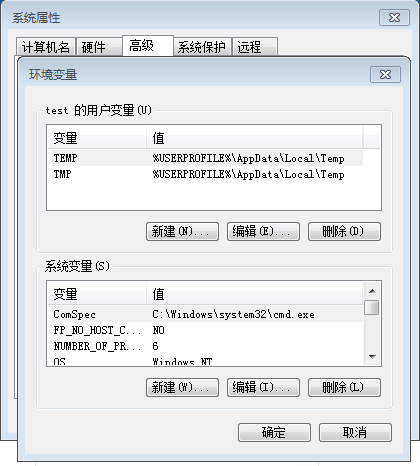 系统属性
计算机名 硬件 高级 系统保护 远程
环境变量
test 的用户变量(U)
变量 值
TEMP %USERPROFILE%\AppData\Local\Temp
TMP %USERPROFILE%\AppData\Local\Temp
新建(N)... 编辑(E)... 删除(D)
系统变量(S)
变量 值
ComSpec C:\Windows\system32\cmd.exe
FP_NO_HOST_C... NO
NUMBER_OF_PR... 6
OS Windows_NT
新建(W)... 编辑(I)... 删除(L)
确定 取消